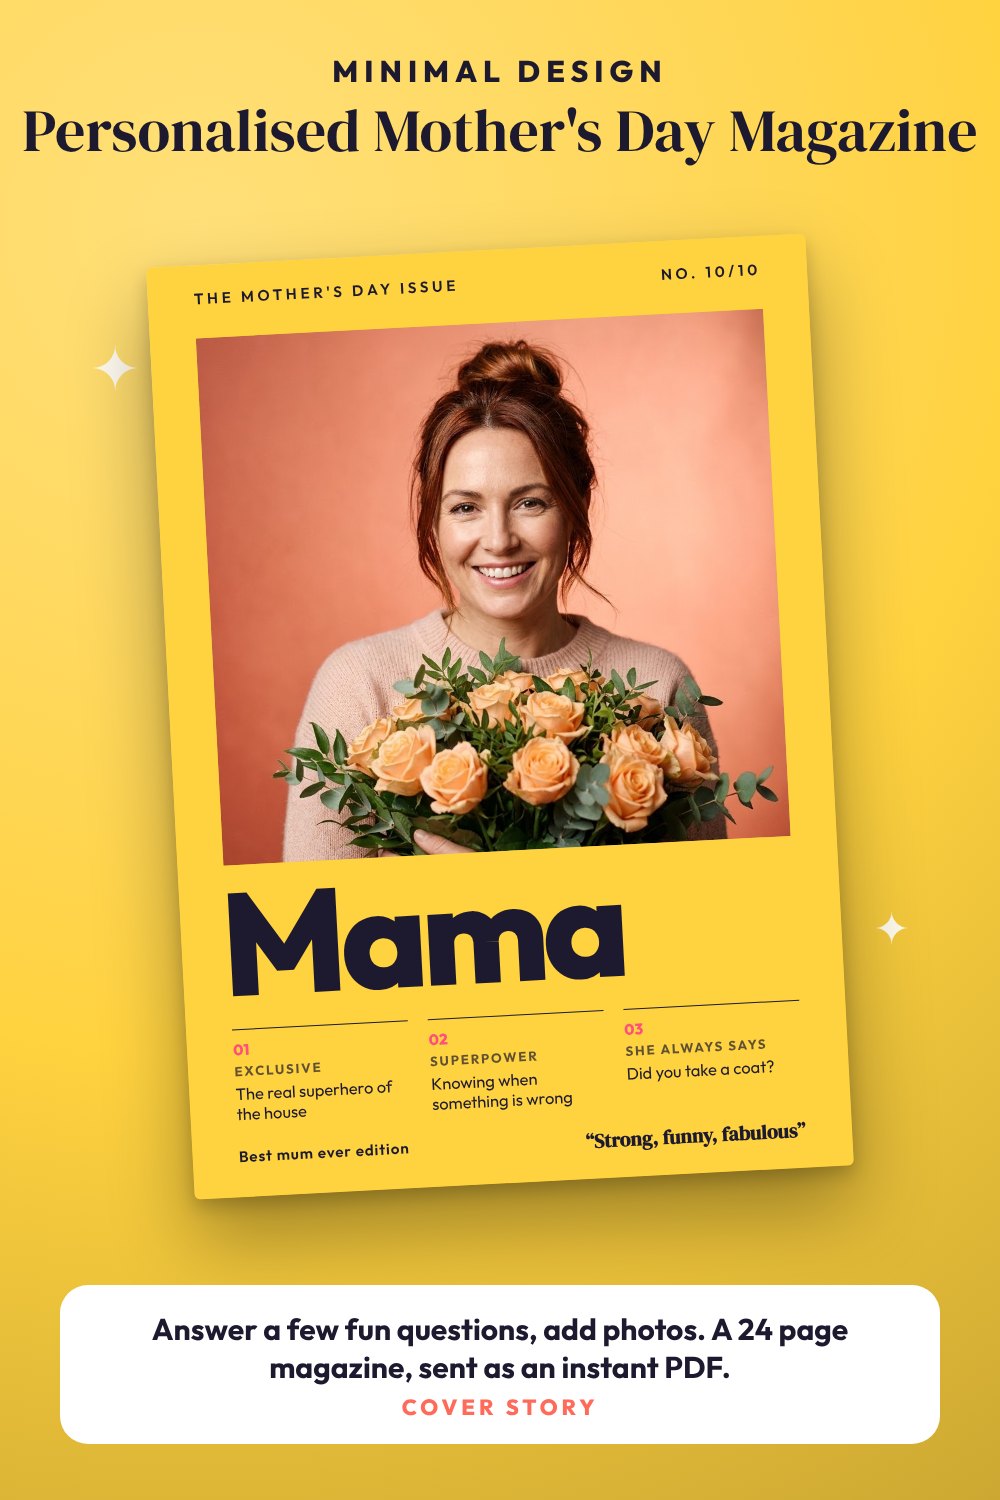 MINIMAL DESIGN
Personalised Mother's Day Magazine
THE MOTHER'S DAY ISSUE
NO. 10/10
Mama
01
EXCLUSIVE
The real superhero of
the house
02
SUPERPOWER
Knowing when
something is wrong
03
SHE ALWAYS SAYS
Did you take a coat?
Best mum ever edition
“Strong, funny, fabulous”
Answer a few fun questions, add photos. A 24 page
magazine, sent as an instant PDF.
COVER STORY